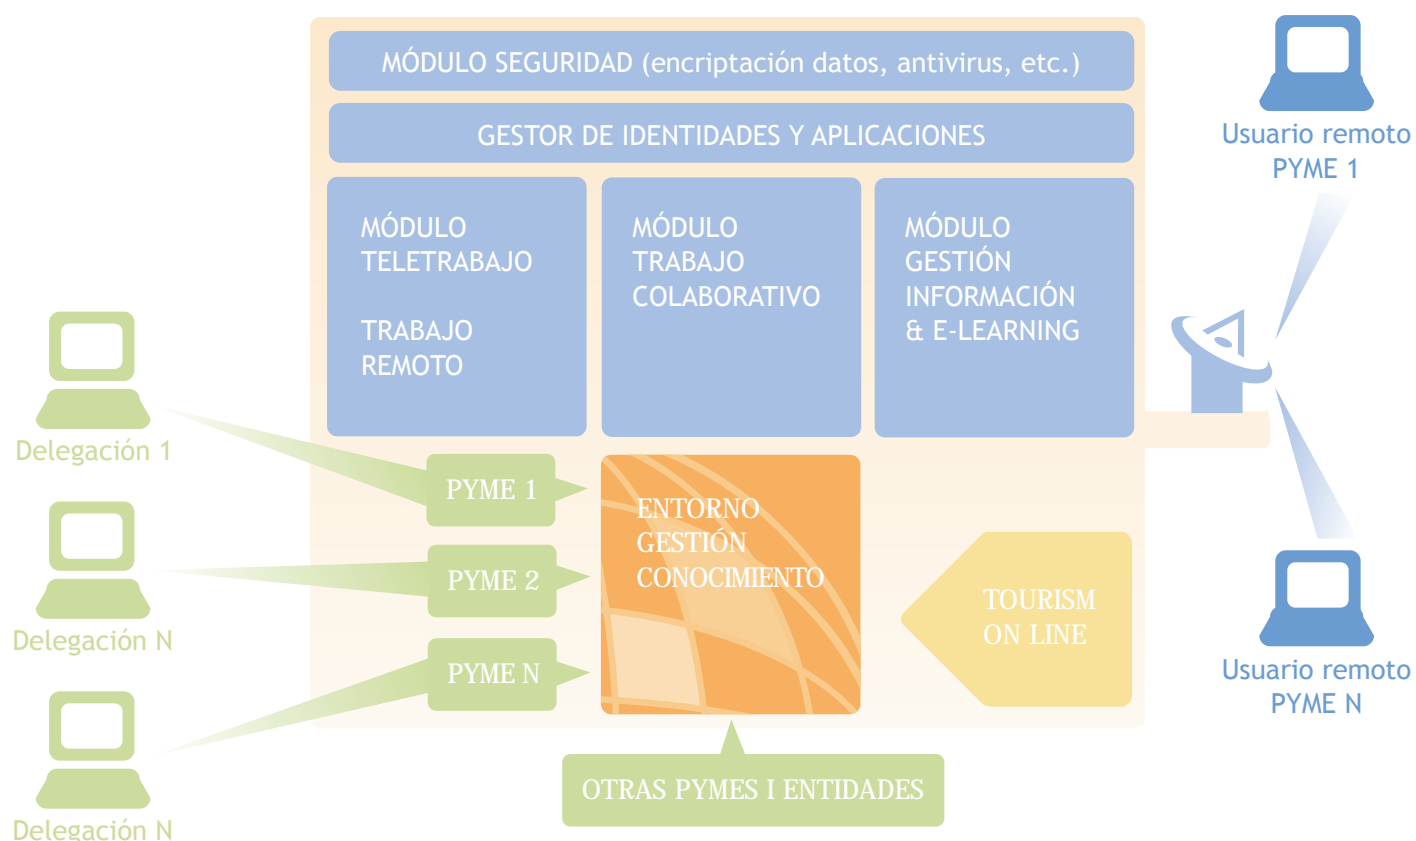 MÓDULO SEGURIDAD (encriptación datos, antivirus, etc.)
GESTOR DE IDENTIDADES Y APLICACIONES
MÓDULO
TELETRABAJO
TRABAJO
REMOTO
MÓDULO
TRABAJO
COLABORATIVO
MÓDULO
GESTIÓN
INFORMACIÓN
& E-LEARNING
Usuario remoto
PYME 1
Delegación 1
Delegación N
Delegación N
PYME 1
PYME 2
PYME N
ENTORNO
GESTIÓN
CONOCIMIENTO
TOURISM
ON LINE
Usuario remoto
PYME N
OTRAS PYMES I ENTIDADES